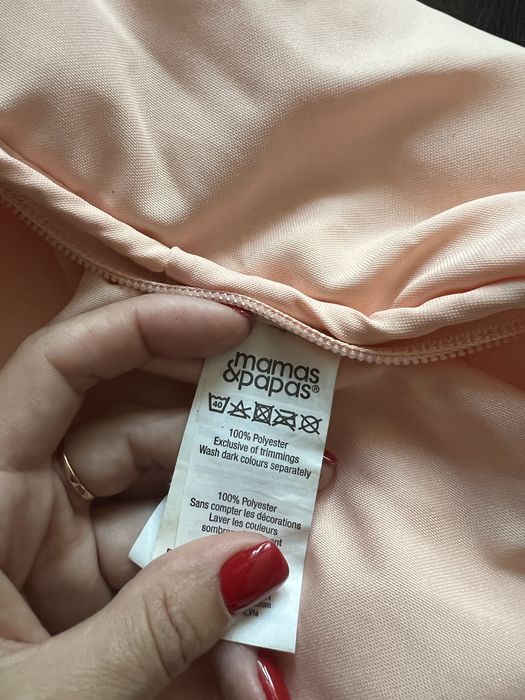 mamas
&papas®
40
100% Polyester
Exclusive of trimmings
Wash dark colours separately
100% Polyester
Sans compter les décorations
Laver les couleurs